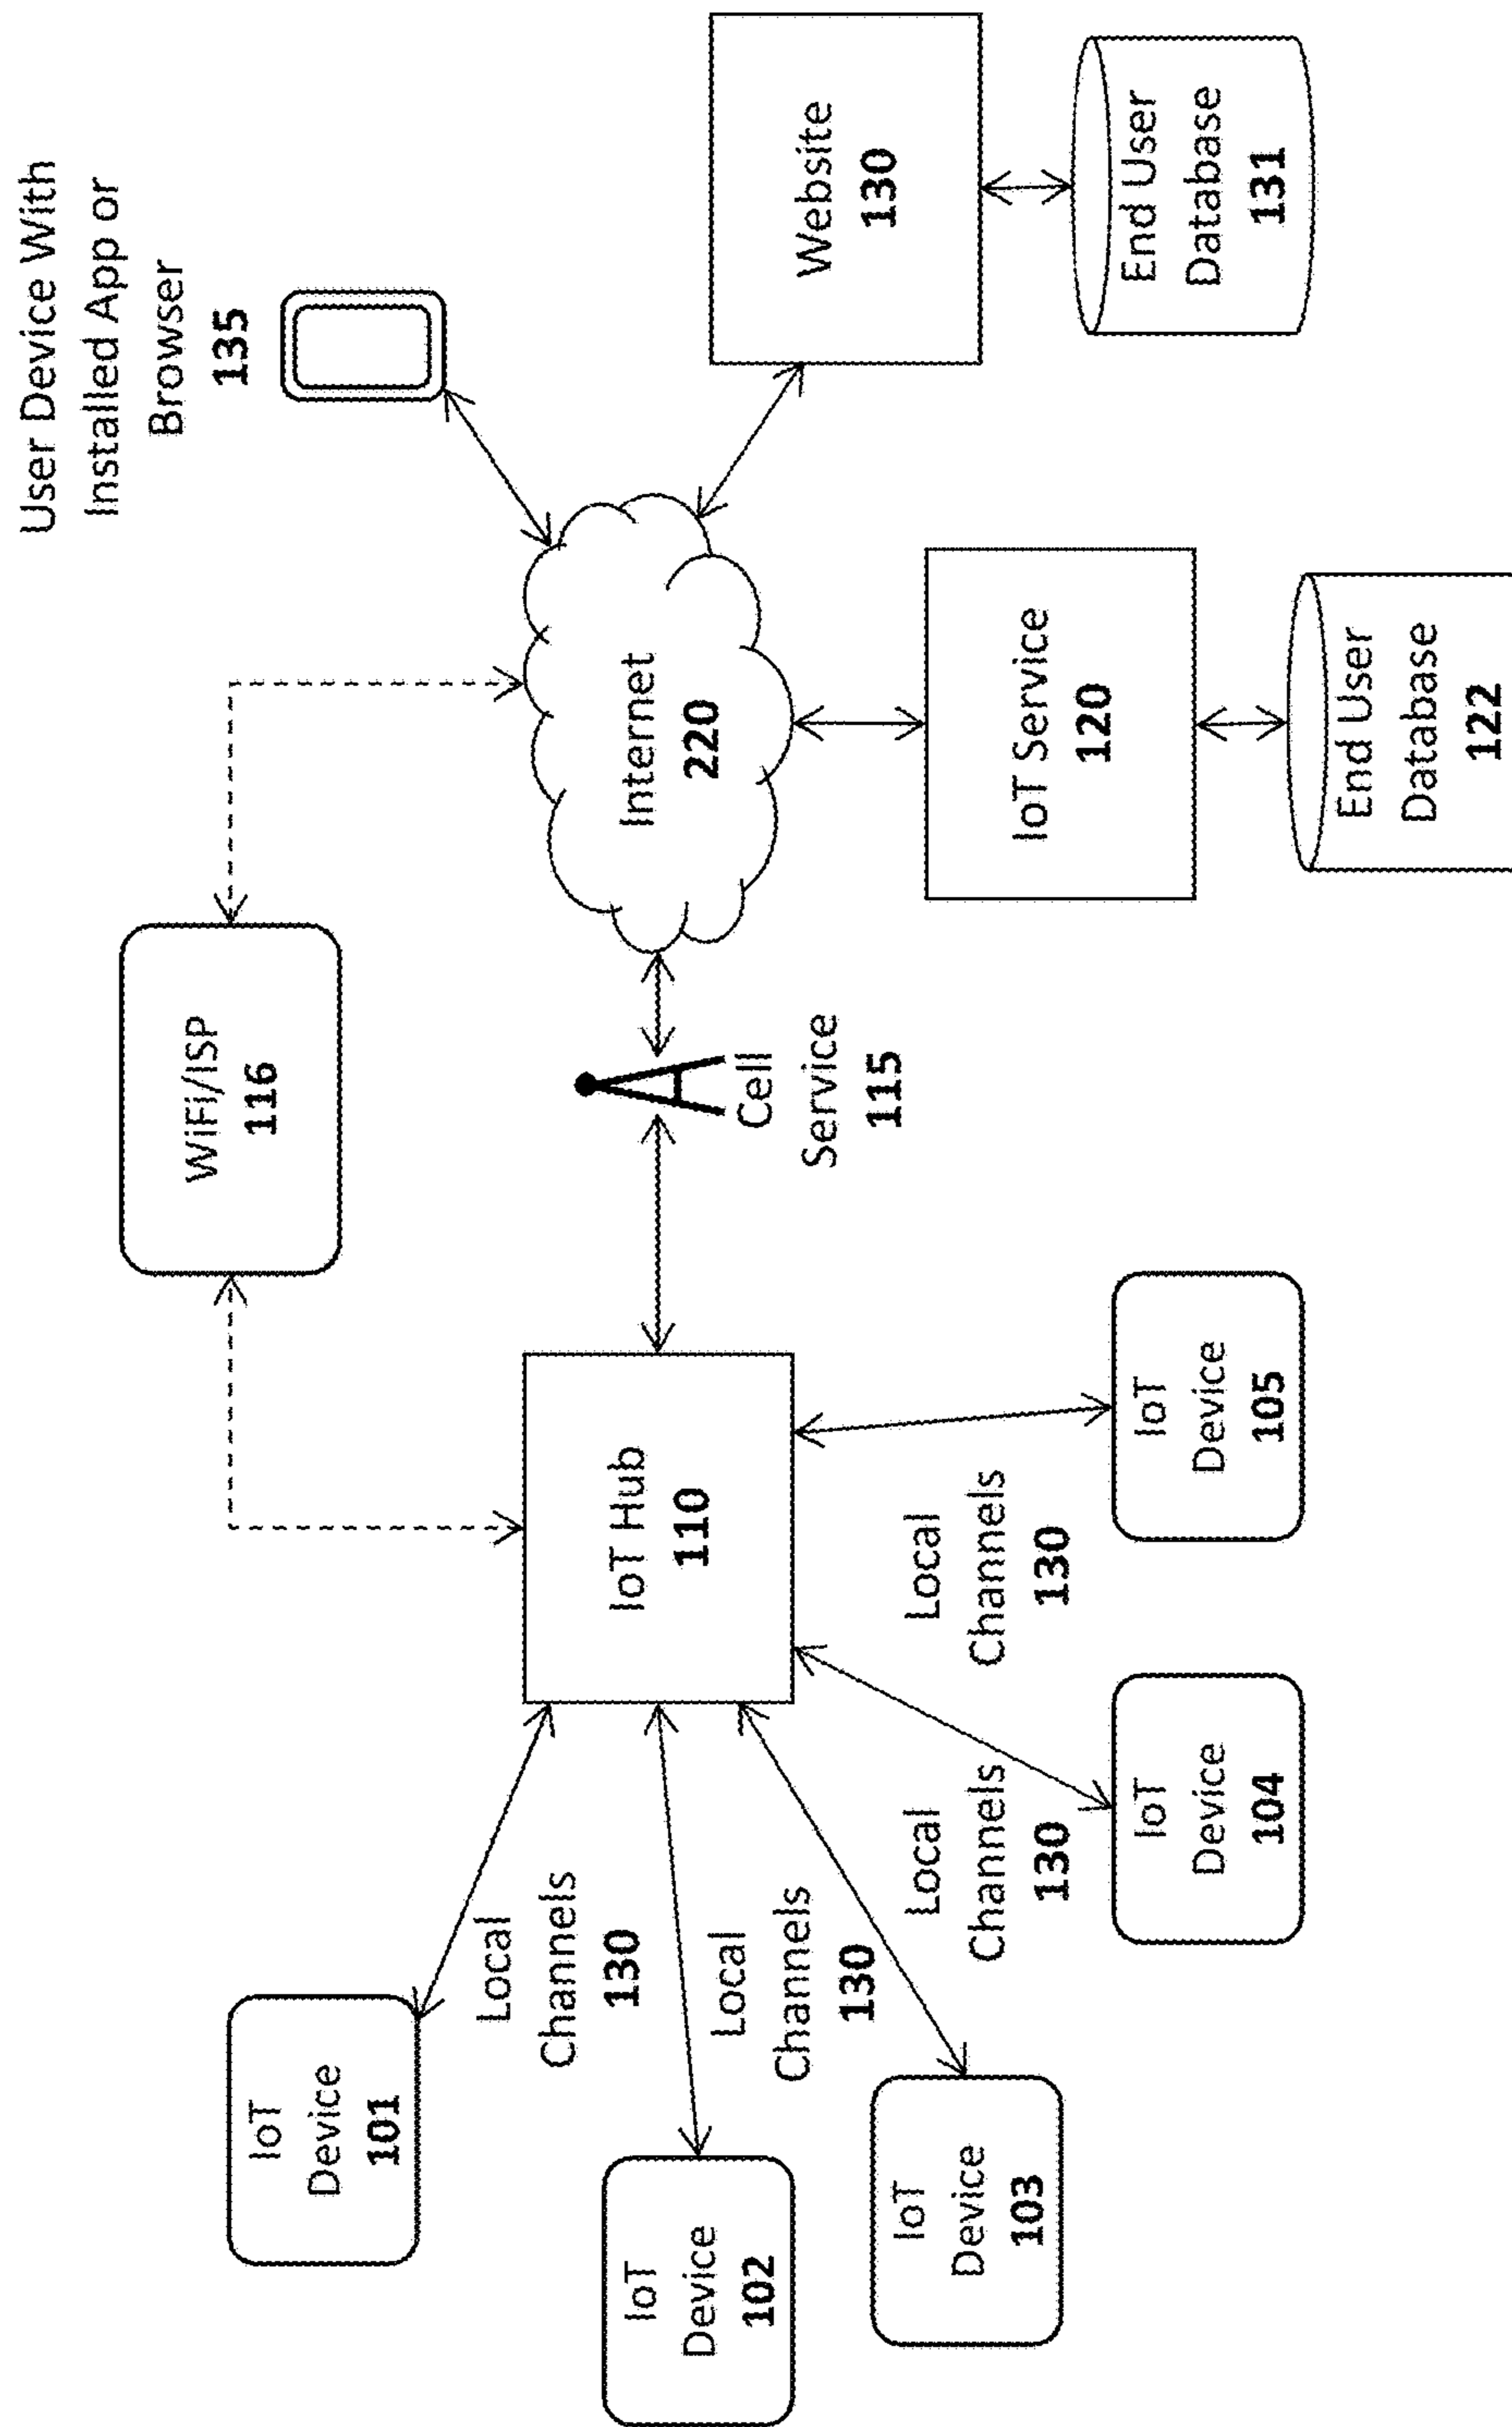 User Device With
Installed App or
Browser
135
WiFi/ISP
116
IoT
Device
101
Local
Channels
130
IoT
Device
102
Local
Channels
130
IoT
Device
103
IoT Hub
110
Cell
Service
115
Internet
220
Website
130
End User
Database
131
Local
Channels
130
IoT
Device
104
Local
Channels
130
IoT
Device
105
IoT Service
120
End User
Database
122